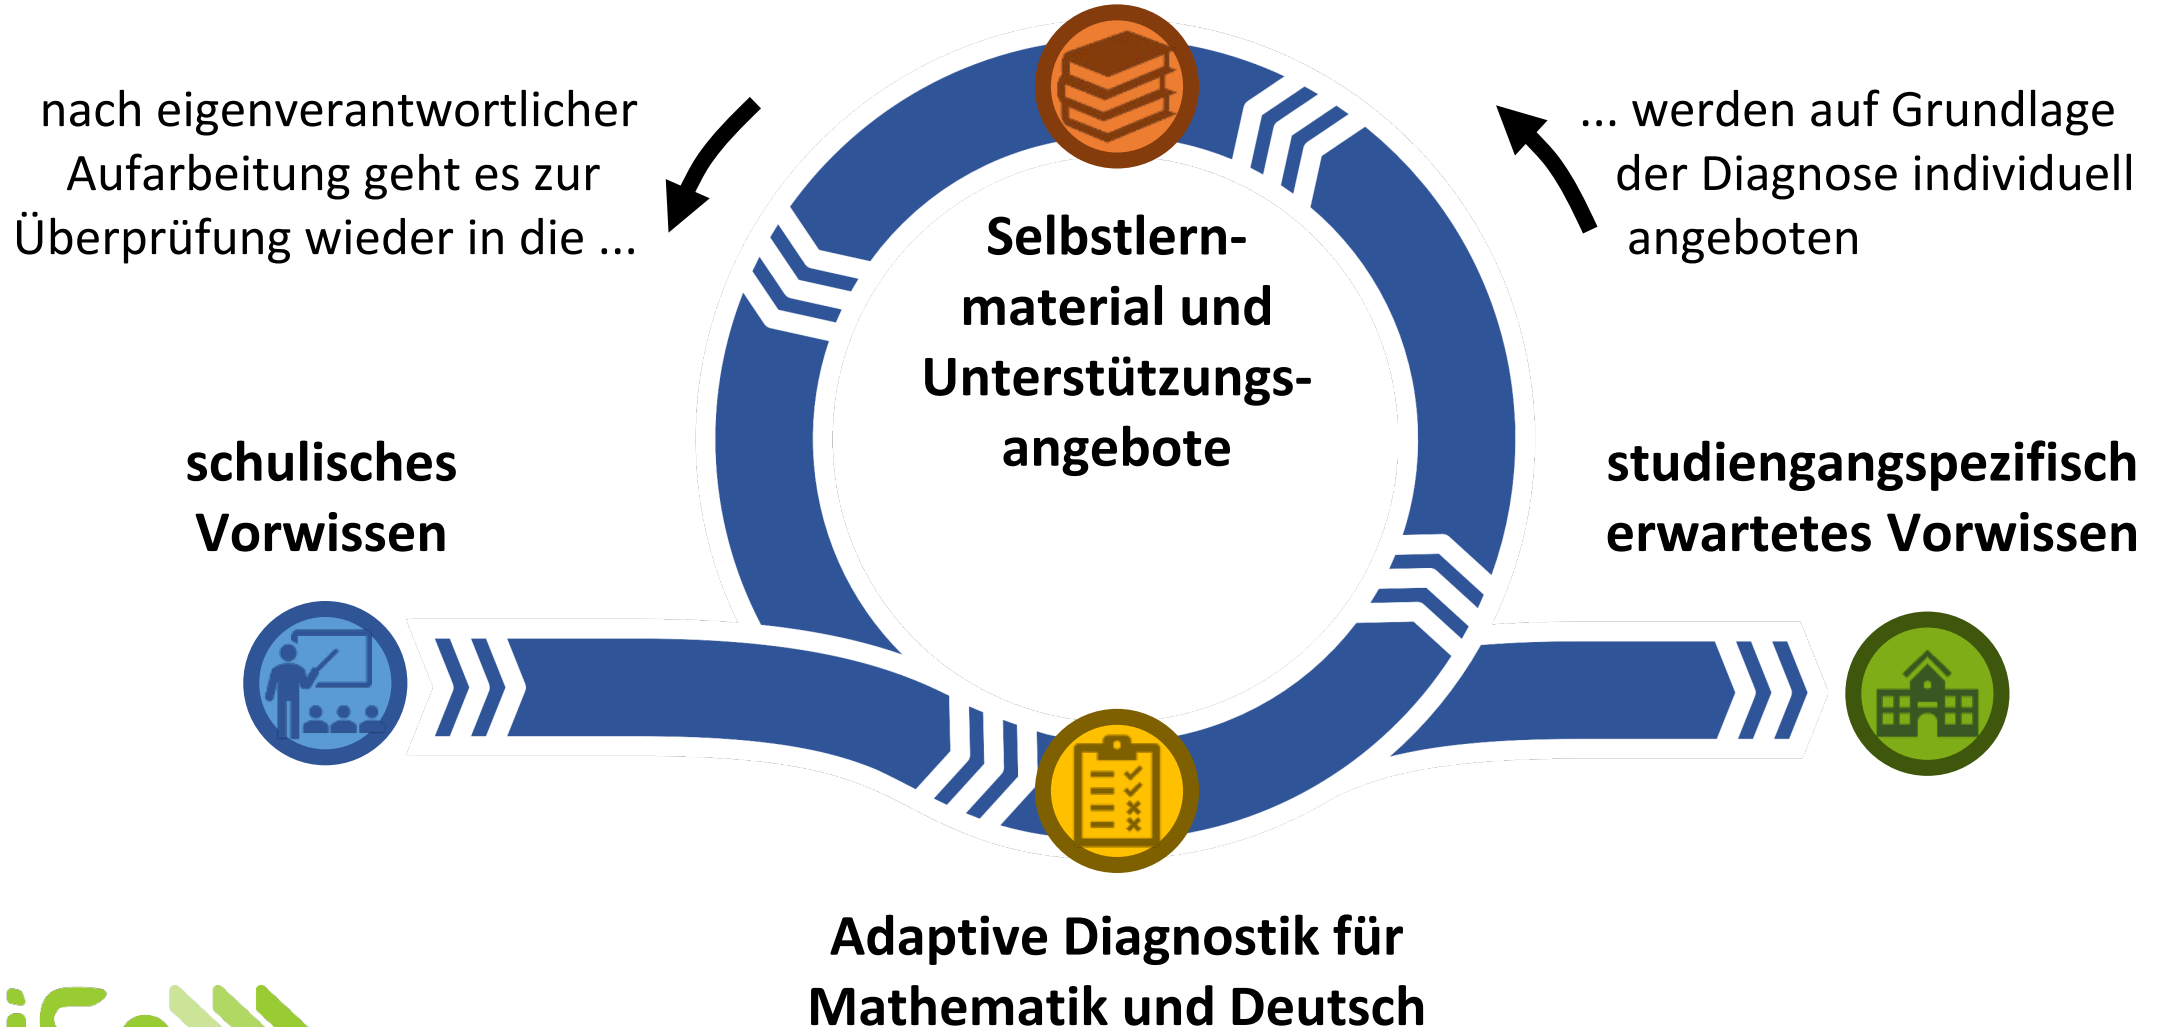 nach eigenverantwortlicher
Aufarbeitung geht es zur
Überprüfung wieder in die ...
... werden auf Grundlage
der Diagnose individuell
angeboten
Selbstlern-
material und
Unterstützungs-
angebote
schulisches
Vorwissen
studiengangspezifisch
erwartetes Vorwissen
Adaptive Diagnostik für
Mathematik und Deutsch